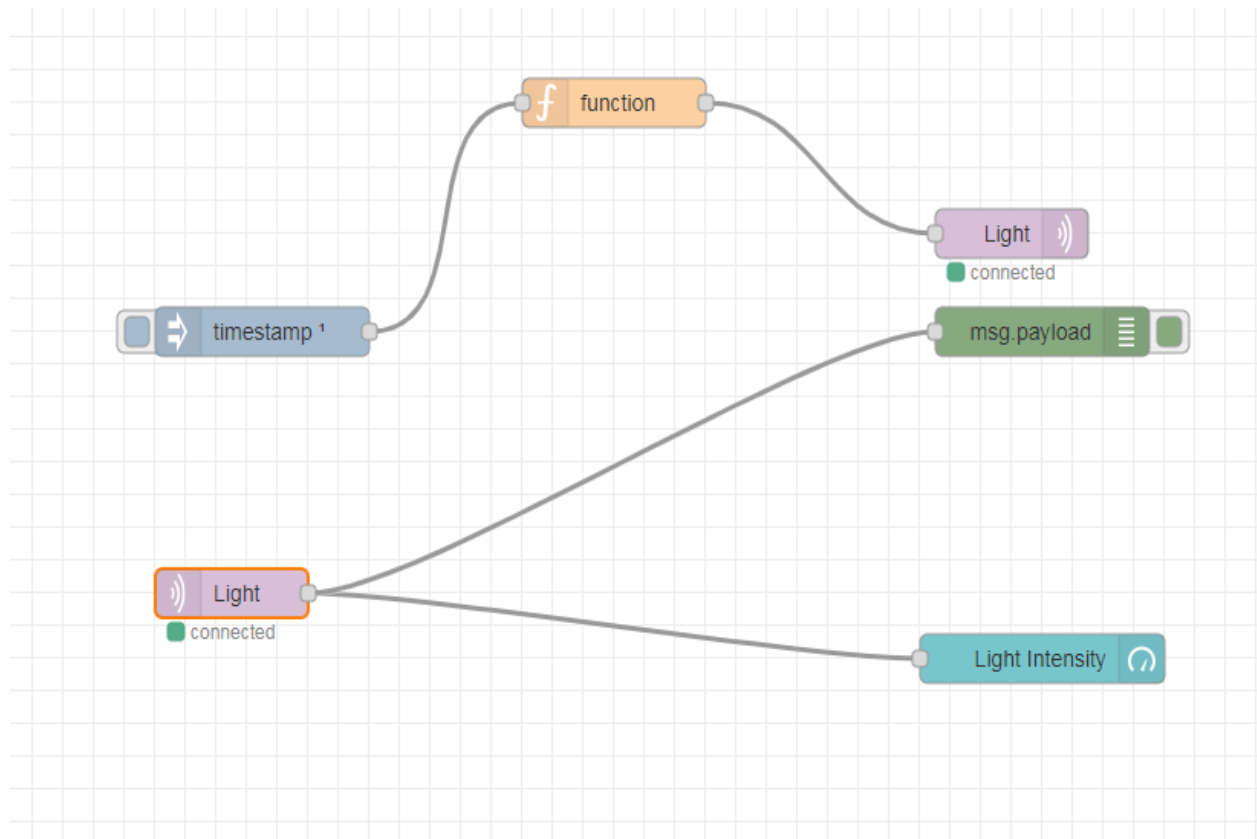 function
Light
connected
timestamp ¹
msg.payload
Light
connected
Light Intensity